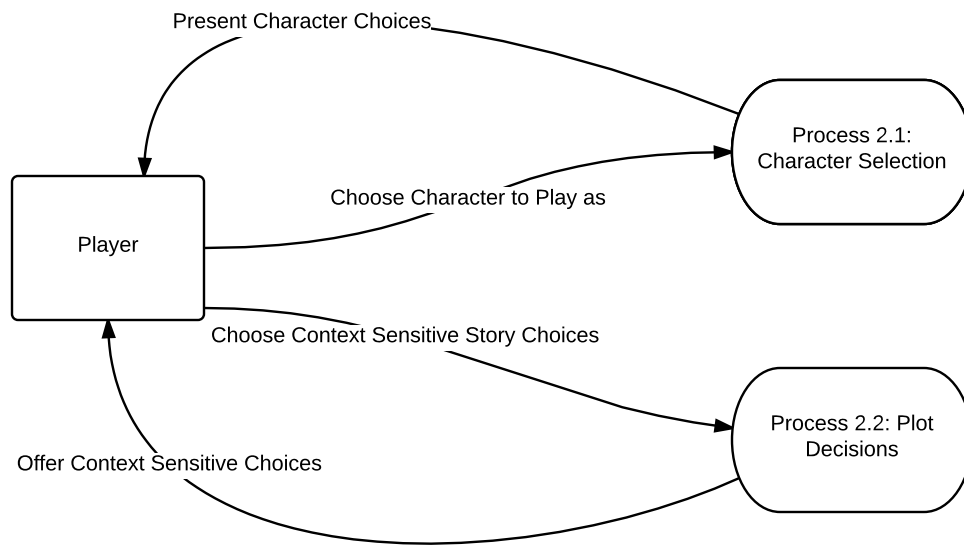 Present Character Choices
Process 2.1:
Character Selection
Choose Character to Play as
Player
Choose Context Sensitive Story Choices
Process 2.2: Plot
Decisions
Offer Context Sensitive Choices